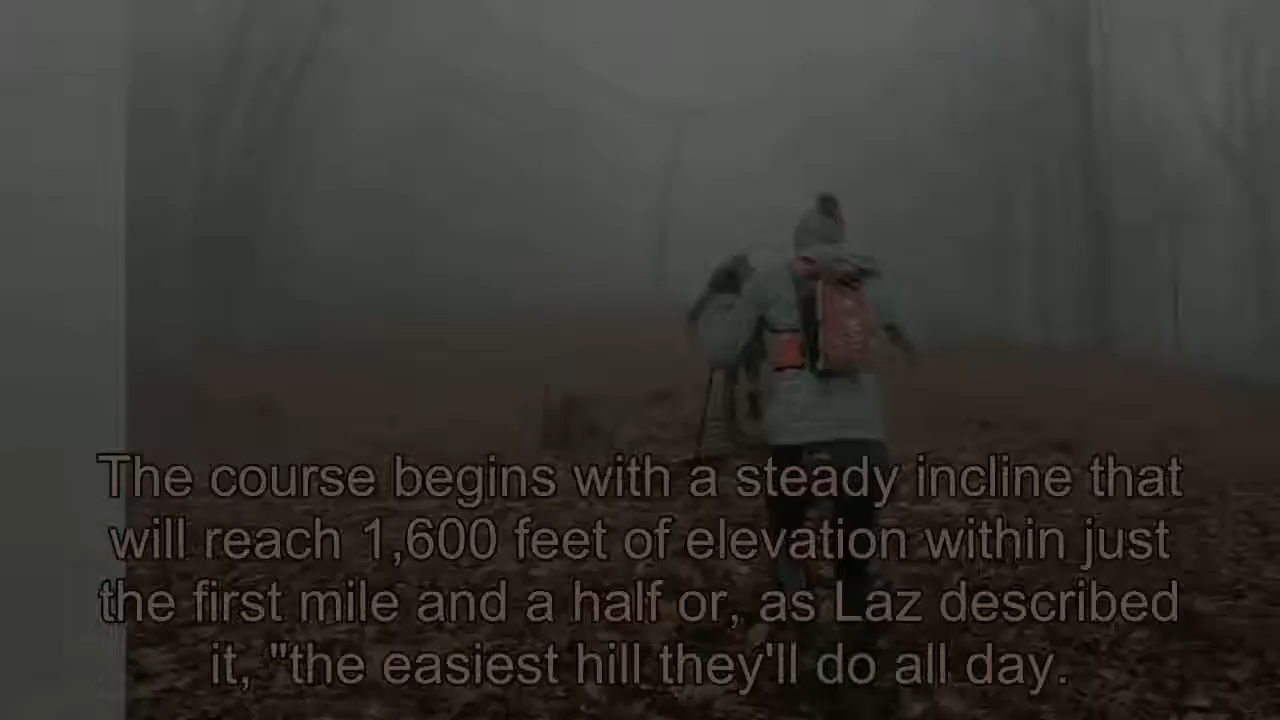 The course begins with a steady incline that
will reach 1,600 feet of elevation within just
the first mile and a half or, as Laz described
it, "the easiest hill they'll do all day.